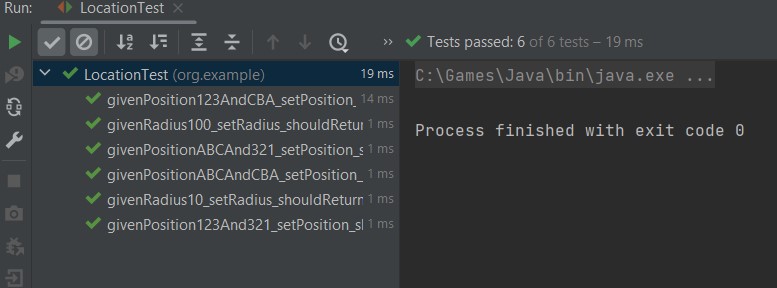 Run: LocationTest
Tests passed: 6 of 6 tests – 19 ms
LocationTest (org.example) 19 ms
givenPosition123AndCBA_setPosition_ 14 ms
givenRadius100_setRadius_shouldRetur 1 ms
givenPositionABCAnd321_setPosition_s 1 ms
givenPositionABCAndCBA_setPosition_ 1 ms
givenRadius10_setRadius_shouldReturn 1 ms
givenPosition123And321_setPosition_sl 1 ms
C:\Games\Java\bin\java.exe ...
Process finished with exit code 0